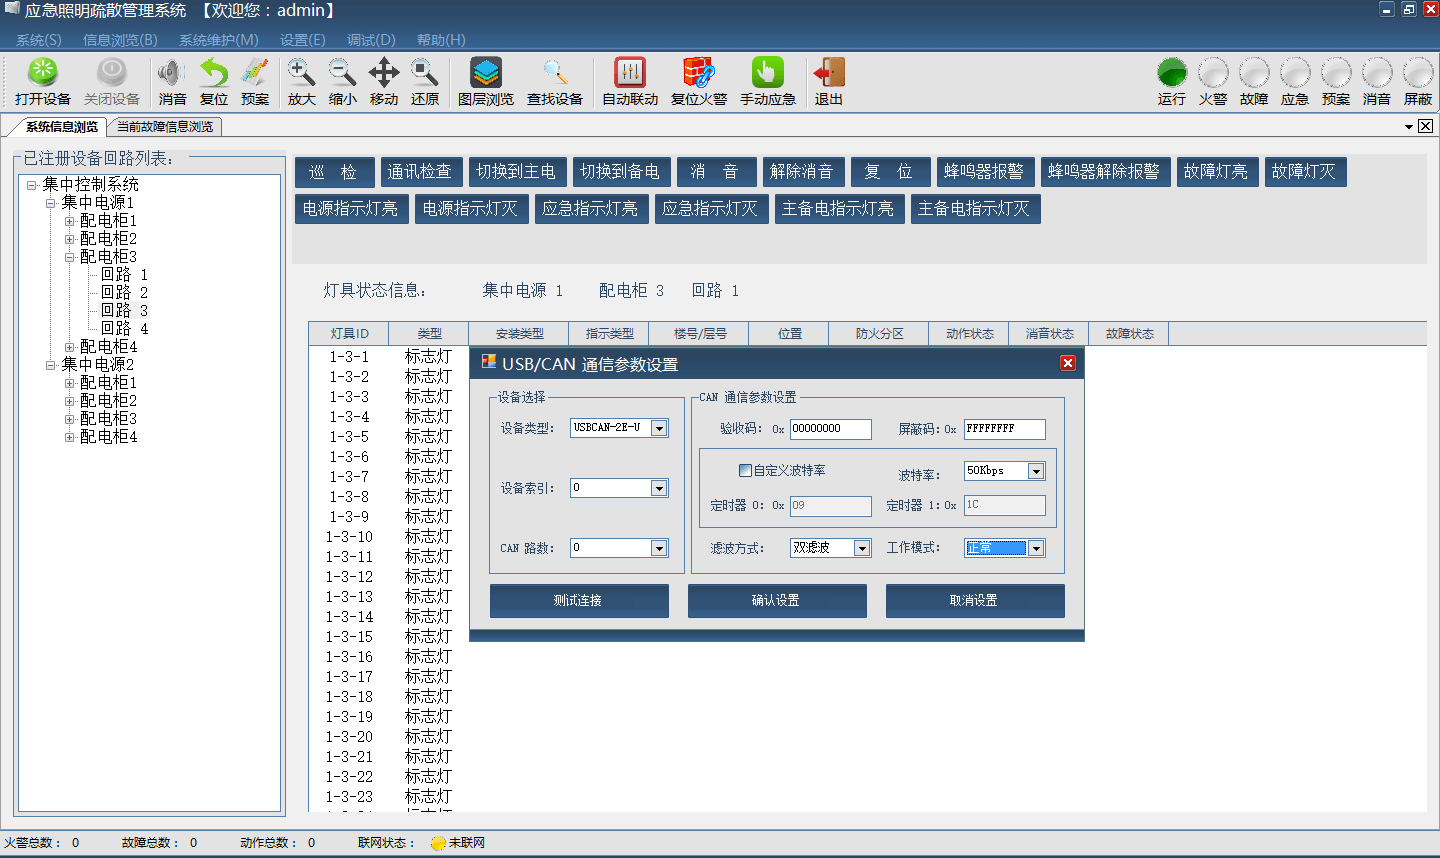 应急照明疏散管理系统 【欢迎您：admin】
系统(S) 信息浏览(B) 系统维护(M) 设置(E) 调试(D) 帮助(H)
打开设备 关闭设备 消音 复位 预案 放大 缩小 移动 还原 图层浏览 查找设备 自动联动 复位火警 手动应急 退出 运行 火警 故障 应急 预案 消音 屏蔽
系统信息浏览 当前故障信息浏览
已注册设备回路列表：
集中控制系统
集中电源1
配电柜1
配电柜2
配电柜3
回路 1
回路 2
回路 3
回路 4
配电柜4
集中电源2
配电柜1
配电柜2
配电柜3
配电柜4
巡 检 通讯检查 切换到主电 切换到备电 消 音 解除消音 复 位 蜂鸣器报警 蜂鸣器解除报警 故障灯亮 故障灯灭
电源指示灯亮 电源指示灯灭 应急指示灯亮 应急指示灯灭 主备电指示灯亮 主备电指示灯灭
灯具状态信息： 集中电源 1 配电柜 3 回路 1
灯具ID 类型 安装类型 指示类型 楼号/层号 位置 防火分区 动作状态 消音状态 故障状态
1-3-1 标志灯
1-3-2 标志灯
1-3-3 标志灯
1-3-4 标志灯
1-3-5 标志灯
1-3-6 标志灯
1-3-7 标志灯
1-3-8 标志灯
1-3-9 标志灯
1-3-10 标志灯
1-3-11 标志灯
1-3-12 标志灯
1-3-13 标志灯
1-3-14 标志灯
1-3-15 标志灯
1-3-16 标志灯
1-3-17 标志灯
1-3-18 标志灯
1-3-19 标志灯
1-3-20 标志灯
1-3-21 标志灯
1-3-22 标志灯
1-3-23 标志灯
USB/CAN 通信参数设置
设备选择
设备类型： USBCAN-2E-U
设备索引： 0
CAN 路数： 0
CAN 通信参数设置
验收码： 0x 00000000 屏蔽码：0x FFFFFFFF
自定义波特率 波特率： 50Kbps
定时器 0： 0x 09 定时器 1：0x 1C
滤波方式： 双滤波 工作模式： 正常
测试连接 确认设置 取消设置
火警总数： 0 故障总数： 0 动作总数： 0 联网状态： 未联网